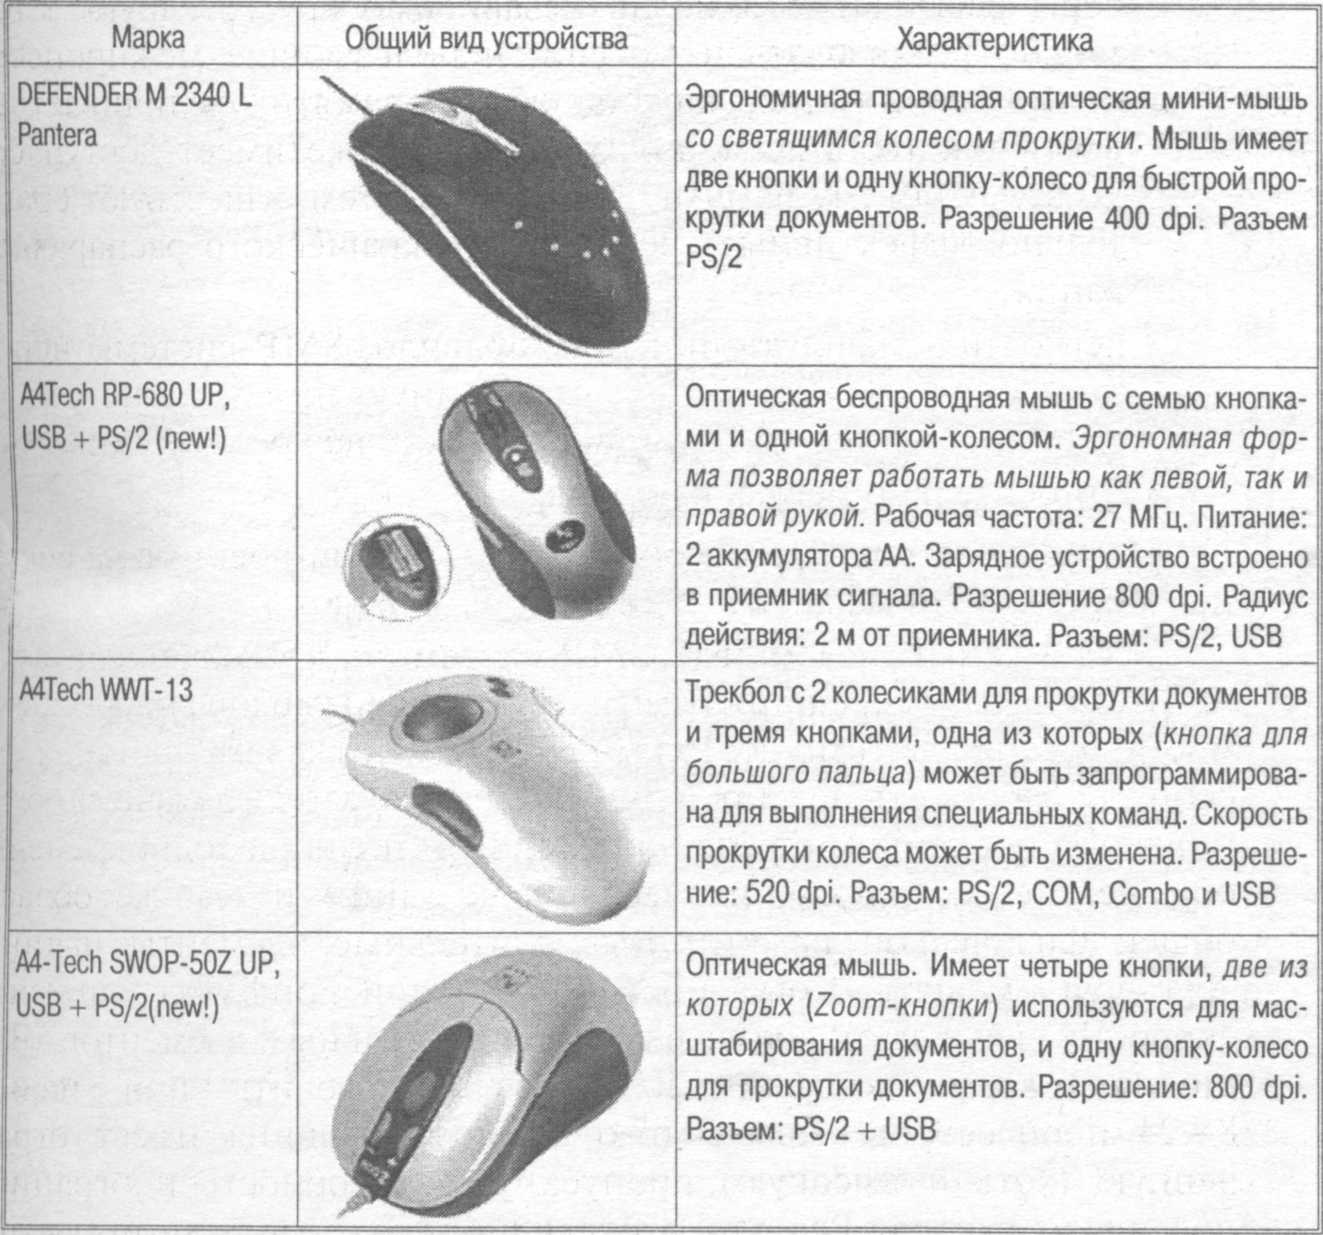 Марка
Общий вид устройства
Характеристика
DEFENDER M 2340 L
Pantera
Эргономичная проводная оптическая мини-мышь
со светящимся колесом прокрутки. Мышь имеет
две кнопки и одну кнопку-колесо для быстрой про-
крутки документов. Разрешение 400 dpi. Разъем
PS/2
A4Tech RP-680 UP,
USB + PS/2 (new!)
Оптическая беспроводная мышь с семью кнопка-
ми и одной кнопкой-колесом. Эргономная фор-
ма позволяет работать мышью как левой, так и
правой рукой. Рабочая частота: 27 МГц. Питание:
2 аккумулятора АА. Зарядное устройство встроено
в приемник сигнала. Разрешение 800 dpi. Радиус
действия: 2 м от приемника. Разъем: PS/2, USB
A4Tech WWT-13
Трекбол с 2 колесиками для прокрутки документов
и тремя кнопками, одна из которых (кнопка для
большого пальца) может быть запрограммирова-
на для выполнения специальных команд. Скорость
прокрутки колеса может быть изменена. Разреше-
ние: 520 dpi. Разъем: PS/2, COM, Combo и USB
A4-Tech SWOP-50Z UP,
USB + PS/2(new!)
Оптическая мышь. Имеет четыре кнопки, две из
которых (Zoom-кнопки) используются для мас-
штабирования документов, и одну кнопку-колесо
для прокрутки документов. Разрешение: 800 dpi.
Разъем: PS/2 + USB